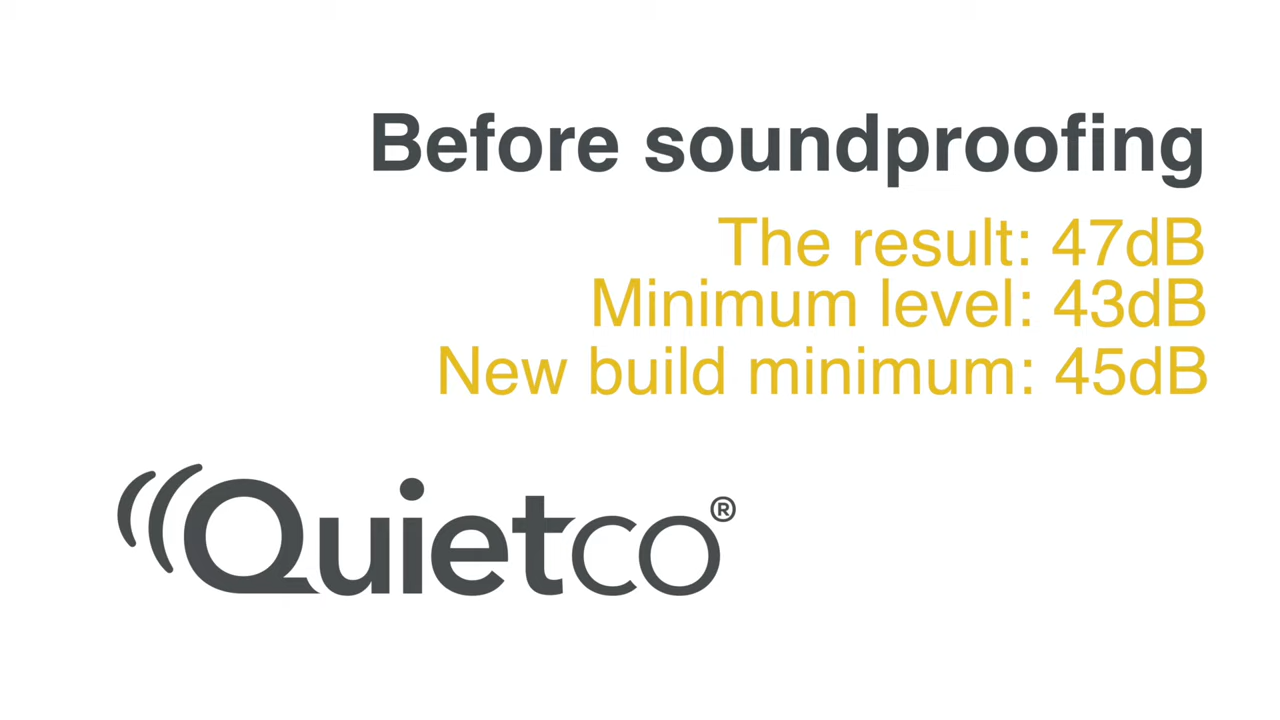 Before soundproofing
The result: 47dB
Minimum level: 43dB
New build minimum: 45dB
Quietco®